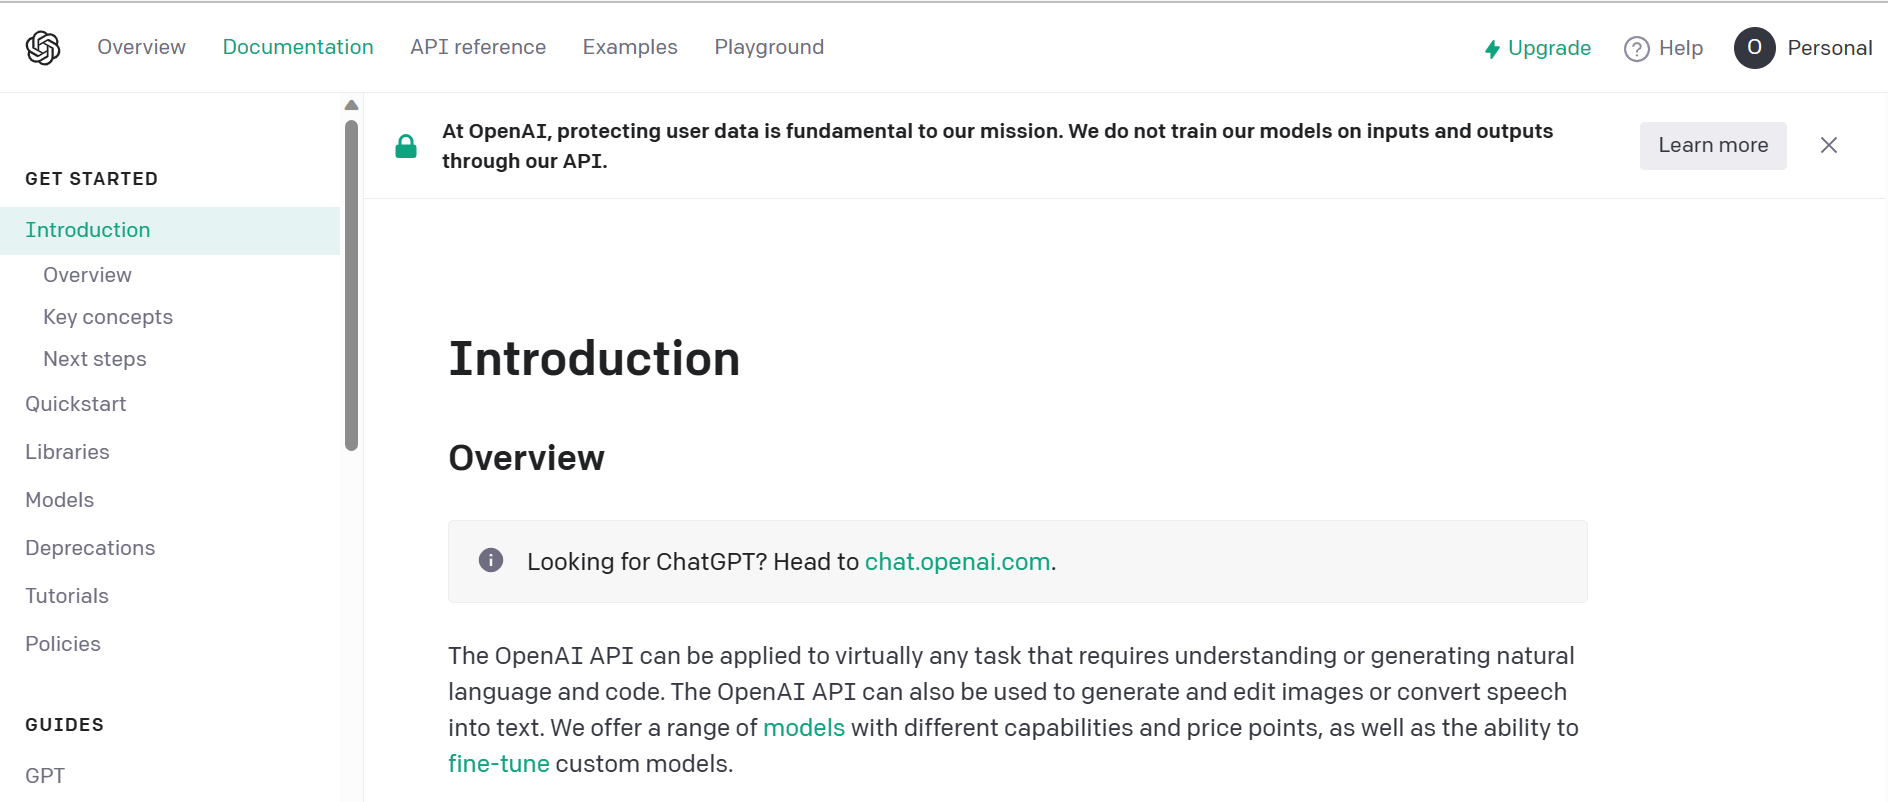 Overview Documentation API reference Examples Playground Upgrade ? Help O Personal
At OpenAI, protecting user data is fundamental to our mission. We do not train our models on inputs and outputs
through our API.
Learn more
GET STARTED
Introduction
Overview
Key concepts
Next steps
Quickstart
Libraries
Models
Deprecations
Tutorials
Policies
GUIDES
GPT
Introduction
Overview
i Looking for ChatGPT? Head to chat.openai.com.
The OpenAI API can be applied to virtually any task that requires understanding or generating natural
language and code. The OpenAI API can also be used to generate and edit images or convert speech
into text. We offer a range of models with different capabilities and price points, as well as the ability to
fine-tune custom models.